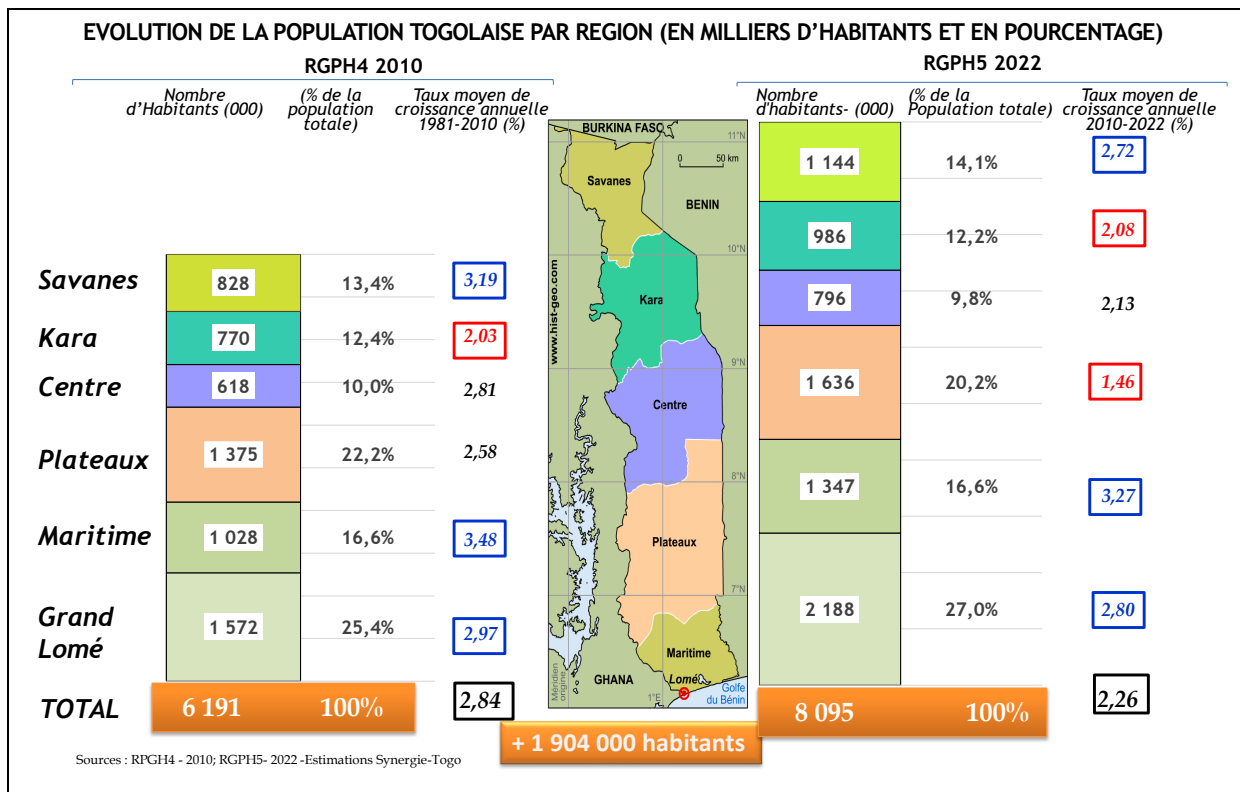 EVOLUTION DE LA POPULATION TOGOLAISE PAR REGION (EN MILLIERS D'HABITANTS ET EN POURCENTAGE)
RGPH4 2010
Nombre
d'Habitants (000)
(% de la
population
totale)
Taux moyen de
croissance annuelle
1981-2010 (%)
Savanes 828 13,4% 3,19
Kara 770 12,4% 2,03
Centre 618 10,0% 2,81
Plateaux 1 375 22,2% 2,58
Maritime 1 028 16,6% 3,48
Grand
Lomé 1 572 25,4% 2,97
TOTAL 6 191 100% 2,84
BURKINA FASO
11°N
0 50 km
Savanes
BENIN
10°N
www.hist-geo.com
Kara
9°N
Centre
8°N
Plateaux
7°N
Maritime
GHANA
Lomé
Méridien
origine
1°E
Golfe
du Bénin
RGPH5 2022
Nombre
d'habitants- (000)
(% de la
Population totale)
Taux moyen de
croissance annuelle
2010-2022 (%)
1 144 14,1% 2,72
986 12,2% 2,08
796 9,8% 2,13
1 636 20,2% 1,46
1 347 16,6% 3,27
2 188 27,0% 2,80
8 095 100% 2,26
+ 1 904 000 habitants
Sources : RPGH4 - 2010; RGPH5- 2022 -Estimations Synergie-Togo